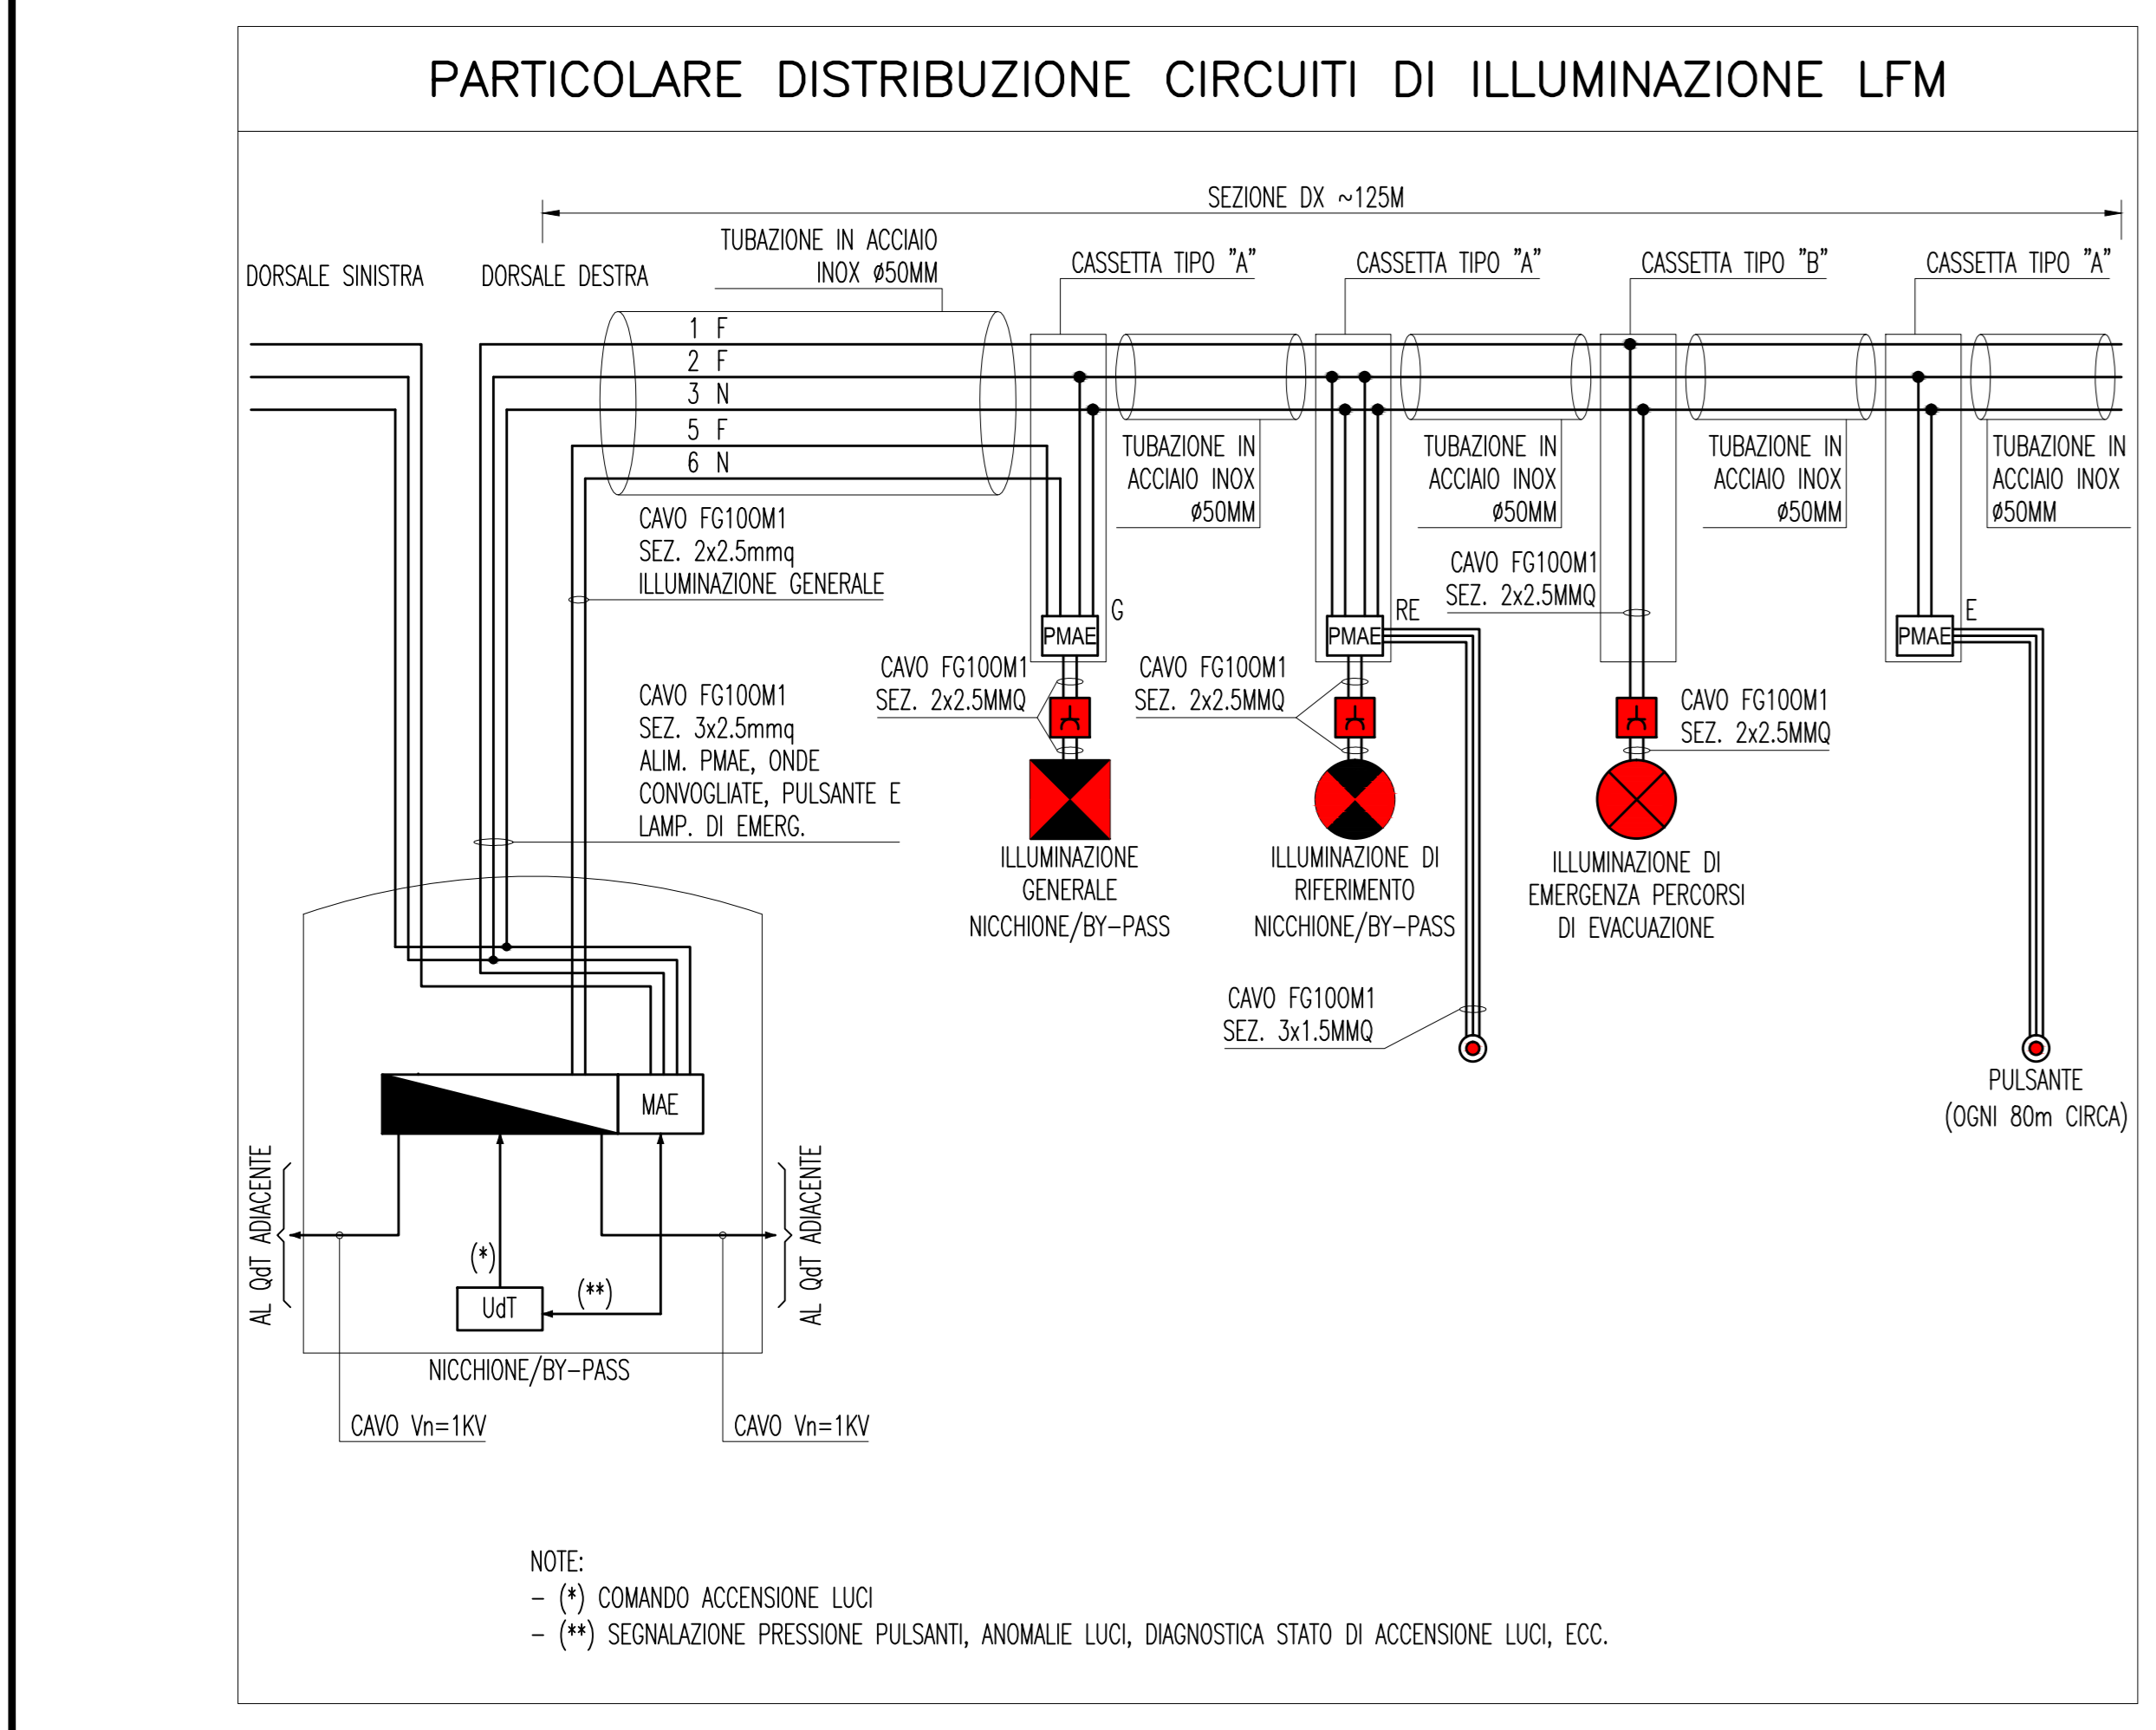 PARTICOLARE DISTRIBUZIONE CIRCUITI DI ILLUMINAZIONE LFM
SEZIONE DX ~125M
DORSALE SINISTRA
DORSALE DESTRA
TUBAZIONE IN ACCIAIO
INOX ø50MM
CASSETTA TIPO "A"
CASSETTA TIPO "A"
CASSETTA TIPO "B"
CASSETTA TIPO "A"
1 F
2 F
3 N
5 F
6 N
TUBAZIONE IN
ACCIAIO INOX
ø50MM
TUBAZIONE IN
ACCIAIO INOX
ø50MM
TUBAZIONE IN
ACCIAIO INOX
ø50MM
TUBAZIONE IN
ACCIAIO INOX
ø50MM
CAVO FG10OM1
SEZ. 2x2.5mmq
ILLUMINAZIONE GENERALE
CAVO FG10OM1
SEZ. 2x2.5MMQ
G
PMAE
RE
PMAE
E
PMAE
CAVO FG10OM1
SEZ. 2x2.5MMQ
CAVO FG10OM1
SEZ. 2x2.5MMQ
CAVO FG10OM1
SEZ. 2x2.5MMQ
CAVO FG10OM1
SEZ. 3x2.5mmq
ALIM. PMAE, ONDE
CONVOGLIATE, PULSANTE E
LAMP. DI EMERG.
ILLUMINAZIONE
GENERALE
NICCHIONE/BY-PASS
ILLUMINAZIONE DI
RIFERIMENTO
NICCHIONE/BY-PASS
ILLUMINAZIONE DI
EMERGENZA PERCORSI
DI EVACUAZIONE
CAVO FG10OM1
SEZ. 3x1.5MMQ
PULSANTE
(OGNI 80m CIRCA)
MAE
AL QdT ADIACENTE
AL QdT ADIACENTE
(*)
(**)
UdT
NICCHIONE/BY-PASS
CAVO Vn=1KV
CAVO Vn=1KV
NOTE:
- (*) COMANDO ACCENSIONE LUCI
- (**) SEGNALAZIONE PRESSIONE PULSANTI, ANOMALIE LUCI, DIAGNOSTICA STATO DI ACCENSIONE LUCI, ECC.